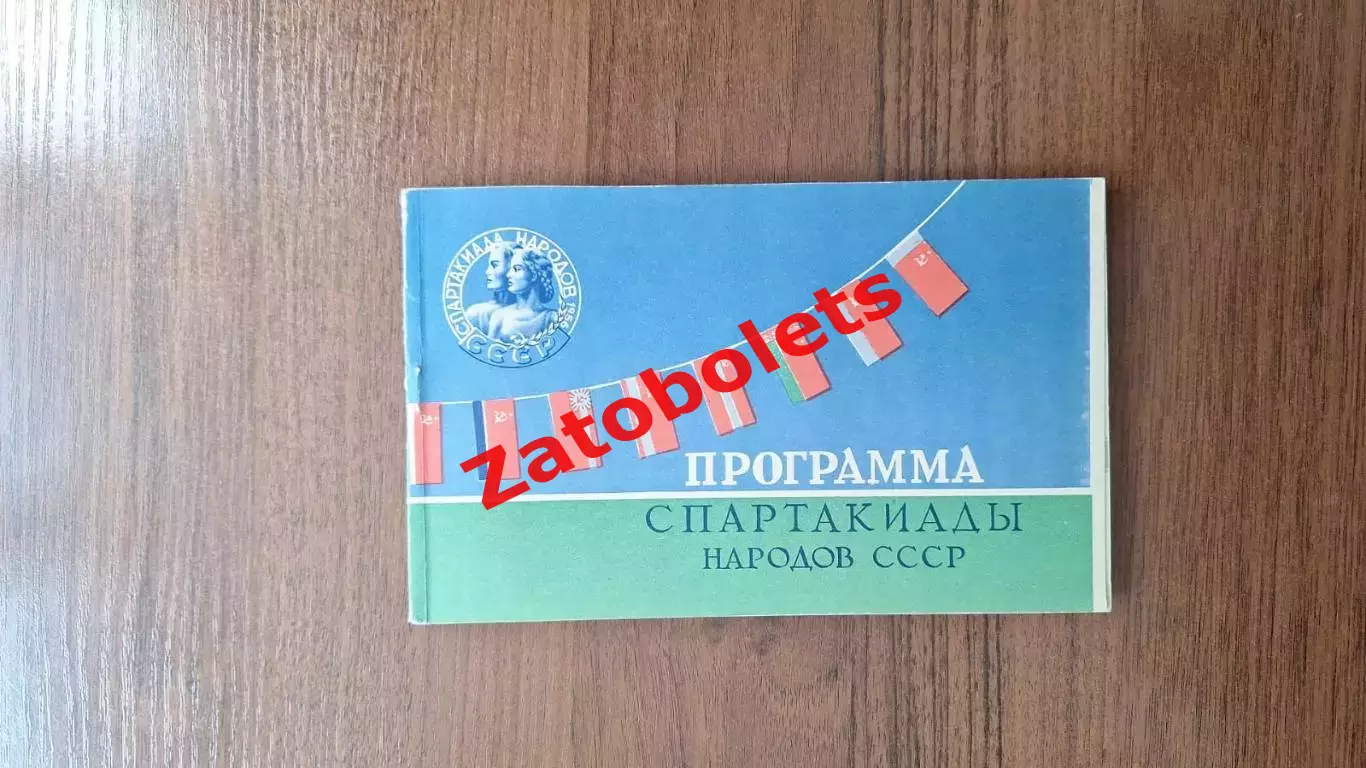 СПАРТАКИАДА НАРОДОВ 1956
СССР
Zatobolets
ПРОГРАММА
СПАРТАКИАДЫ
НАРОДОВ СССР